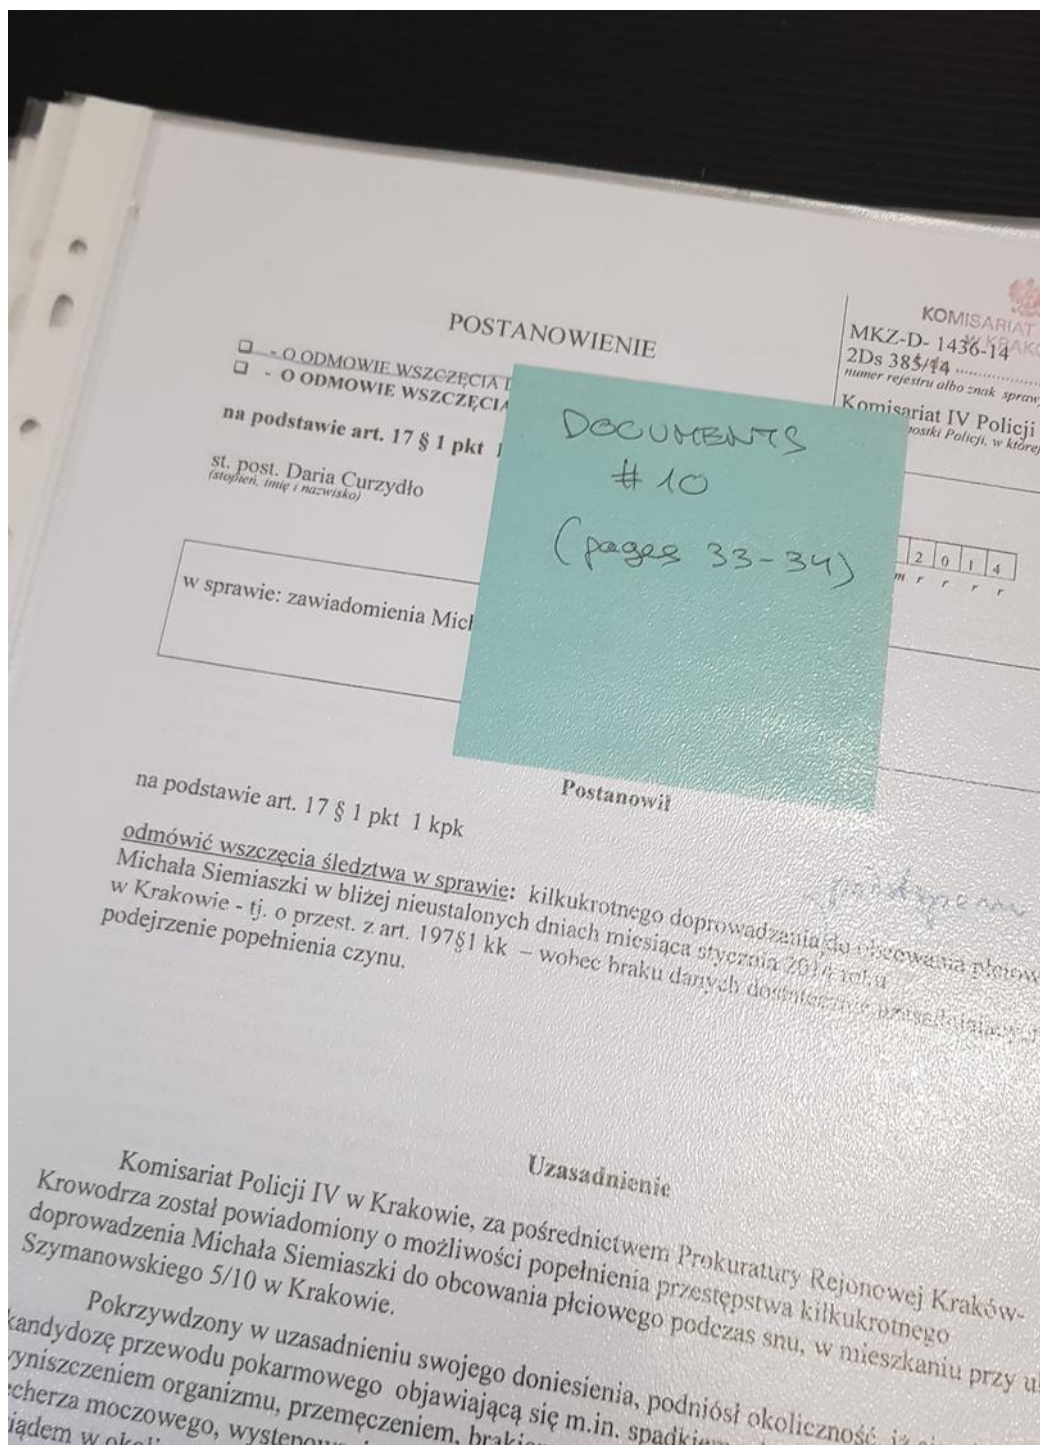 POSTANOWIENIE
KOMISARIAT
W KRAKO
MKZ-D- 1436-14
2Ds 385/14
numer rejestru albo znak spraw
- O ODMOWIE WSZCZĘCIA
- O ODMOWIE WSZCZĘCIA
Komisariat IV Policji
nostki Policji, w której
na podstawie art. 17 § 1 pkt
st. post. Daria Curzydło
(stopień, imię i nazwisko)
DOCUMENTS
# 10
(pages 33-34)
2 0 1 4
m r r r r
w sprawie: zawiadomienia Mich
Postanowił
na podstawie art. 17 § 1 pkt 1 kpk
odmówić wszczęcia śledztwa w sprawie: kilkukrotnego doprowadzania do obcowania płciow
Michała Siemiaszki w bliżej nieustalonych dniach miesiąca stycznia 2014 roku
w Krakowie - tj. o przest. z art. 197§1 kk – wobec braku danych dostatecznie uzasadniających
podejrzenie popełnienia czynu.
Uzasadnienie
Komisariat Policji IV w Krakowie, za pośrednictwem Prokuratury Rejonowej Kraków-
Krowodrza został powiadomiony o możliwości popełnienia przestępstwa kilkukrotnego
doprowadzenia Michała Siemiaszki do obcowania płciowego podczas snu, w mieszkaniu przy ul
Szymanowskiego 5/10 w Krakowie.
Pokrzywdzony w uzasadnieniu swojego doniesienia, podniósł okoliczność, iż
kandydozę przewodu pokarmowego objawiającą się m.in. spadkiem
yniszczeniem organizmu, przemęczeniem, brakiem
cherza moczowego,